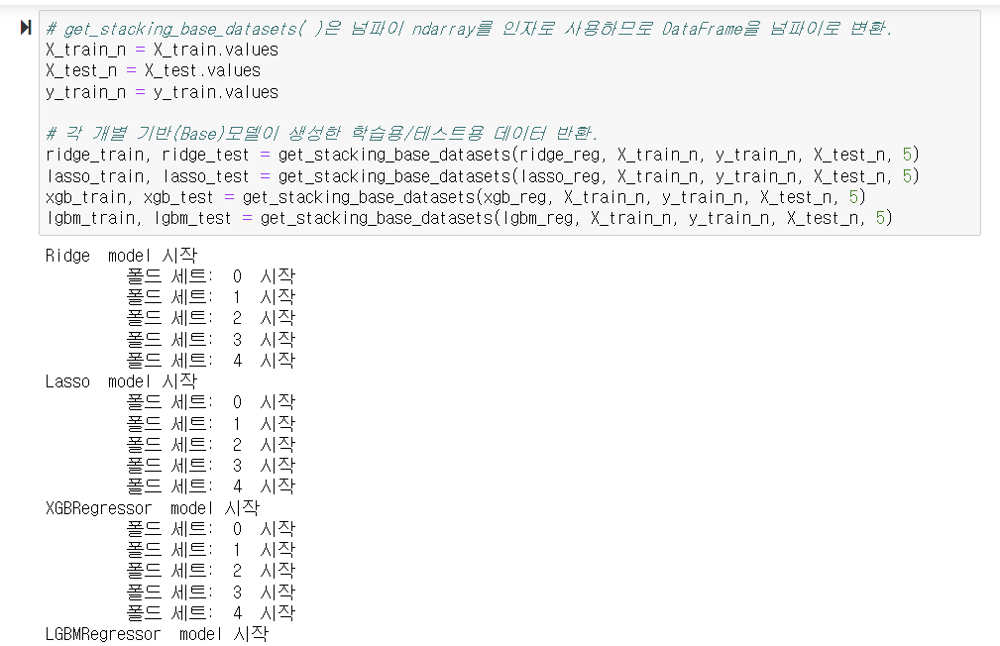 # get_stacking_base_datasets( )은 넘파이 ndarray를 인자로 사용하므로 DataFrame을 넘파이로 변환.
X_train_n = X_train.values
X_test_n = X_test.values
y_train_n = y_train.values
# 각 개별 기반(Base)모델이 생성한 학습용/테스트용 데이터 반환.
ridge_train, ridge_test = get_stacking_base_datasets(ridge_reg, X_train_n, y_train_n, X_test_n, 5)
lasso_train, lasso_test = get_stacking_base_datasets(lasso_reg, X_train_n, y_train_n, X_test_n, 5)
xgb_train, xgb_test = get_stacking_base_datasets(xgb_reg, X_train_n, y_train_n, X_test_n, 5)
lgbm_train, lgbm_test = get_stacking_base_datasets(lgbm_reg, X_train_n, y_train_n, X_test_n, 5)
Ridge  model 시작
폴드 세트:  0  시작
폴드 세트:  1  시작
폴드 세트:  2  시작
폴드 세트:  3  시작
폴드 세트:  4  시작
Lasso  model 시작
폴드 세트:  0  시작
폴드 세트:  1  시작
폴드 세트:  2  시작
폴드 세트:  3  시작
폴드 세트:  4  시작
XGBRegressor  model 시작
폴드 세트:  0  시작
폴드 세트:  1  시작
폴드 세트:  2  시작
폴드 세트:  3  시작
폴드 세트:  4  시작
LGBMRegressor  model 시작